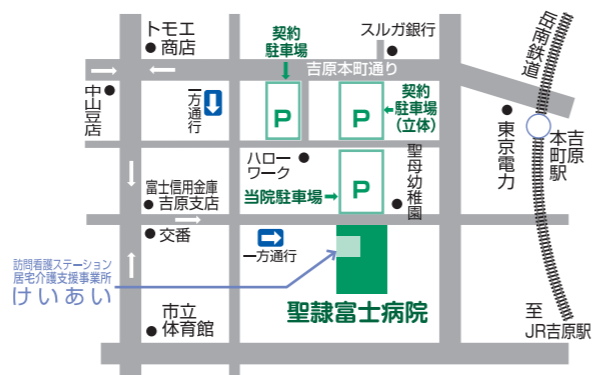 トモエ
商店
契約
駐車場
スルガ銀行
岳南鉄道
吉原本町通り
中山豆店
一方通行
P
P
契約
駐車場
(立体)
東京電力
吉原
本町駅
ハロー
ワーク
聖母幼稚園
富士信用金庫
吉原支店
当院駐車場
P
交番
一方通行
訪問看護ステーション
居宅介護支援事業所
けいあい
市立
体育館
聖隷富士病院
至
JR吉原駅